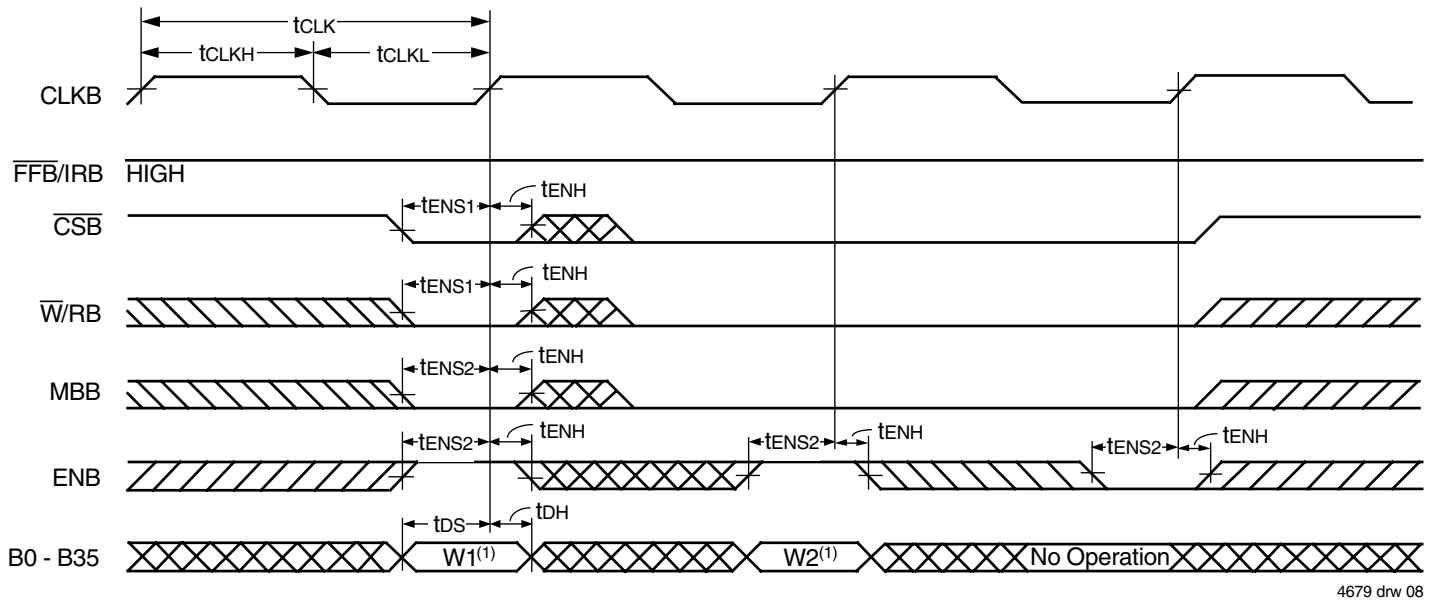 tCLK
tCLKH
tCLKL
CLKB
FFB/IRB HIGH
tENS1
tENH
CSB
tENS1
tENH
W/RB
tENS2
tENH
MBB
tENS2
tENH
tENS2
tENH
tENS2
tENH
ENB
tDS
tDH
B0 - B35
W1(1)
W2(1)
No Operation
4679 drw 08